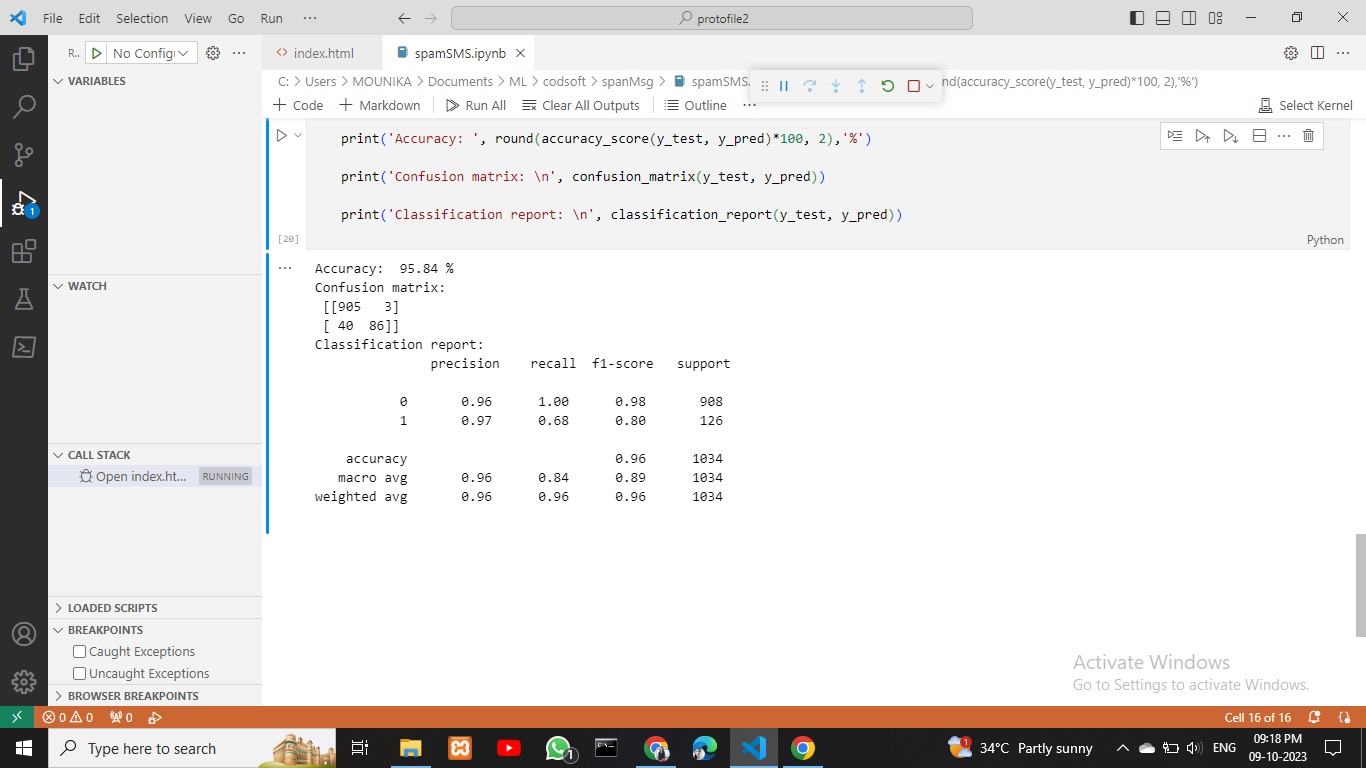 File Edit Selection View Go Run ···
protofile2
R.. No Config
index.html
spamSMS.ipynb
VARIABLES
C: > Users > MOUNIKA > Documents > ML > codsoft > spanMsg > spamSMS. nd(accuracy_score(y_test, y_pred)*100, 2),'%')
+ Code + Markdown Run All Clear All Outputs Outline ··· Select Kernel
print('Accuracy: ', round(accuracy_score(y_test, y_pred)*100, 2),'%')
print('Confusion matrix: \n', confusion_matrix(y_test, y_pred))
print('Classification report: \n', classification_report(y_test, y_pred))
[20]
Python
1
Accuracy:  95.84 %
Confusion matrix:
[[905   3]
[ 40  86]]
Classification report:
precision    recall  f1-score   support
0       0.96      1.00      0.98       908
1       0.97      0.68      0.80       126
accuracy                           0.96      1034
macro avg       0.96      0.84      0.89      1034
weighted avg       0.96      0.96      0.96      1034
WATCH
CALL STACK
Open index.ht... RUNNING
LOADED SCRIPTS
BREAKPOINTS
Caught Exceptions
Uncaught Exceptions
BROWSER BREAKPOINTS
Activate Windows
Go to Settings to activate Windows.
0 0 0
Cell 16 of 16
Type here to search
1
1
34°C Partly sunny
ENG
09:18 PM
09-10-2023